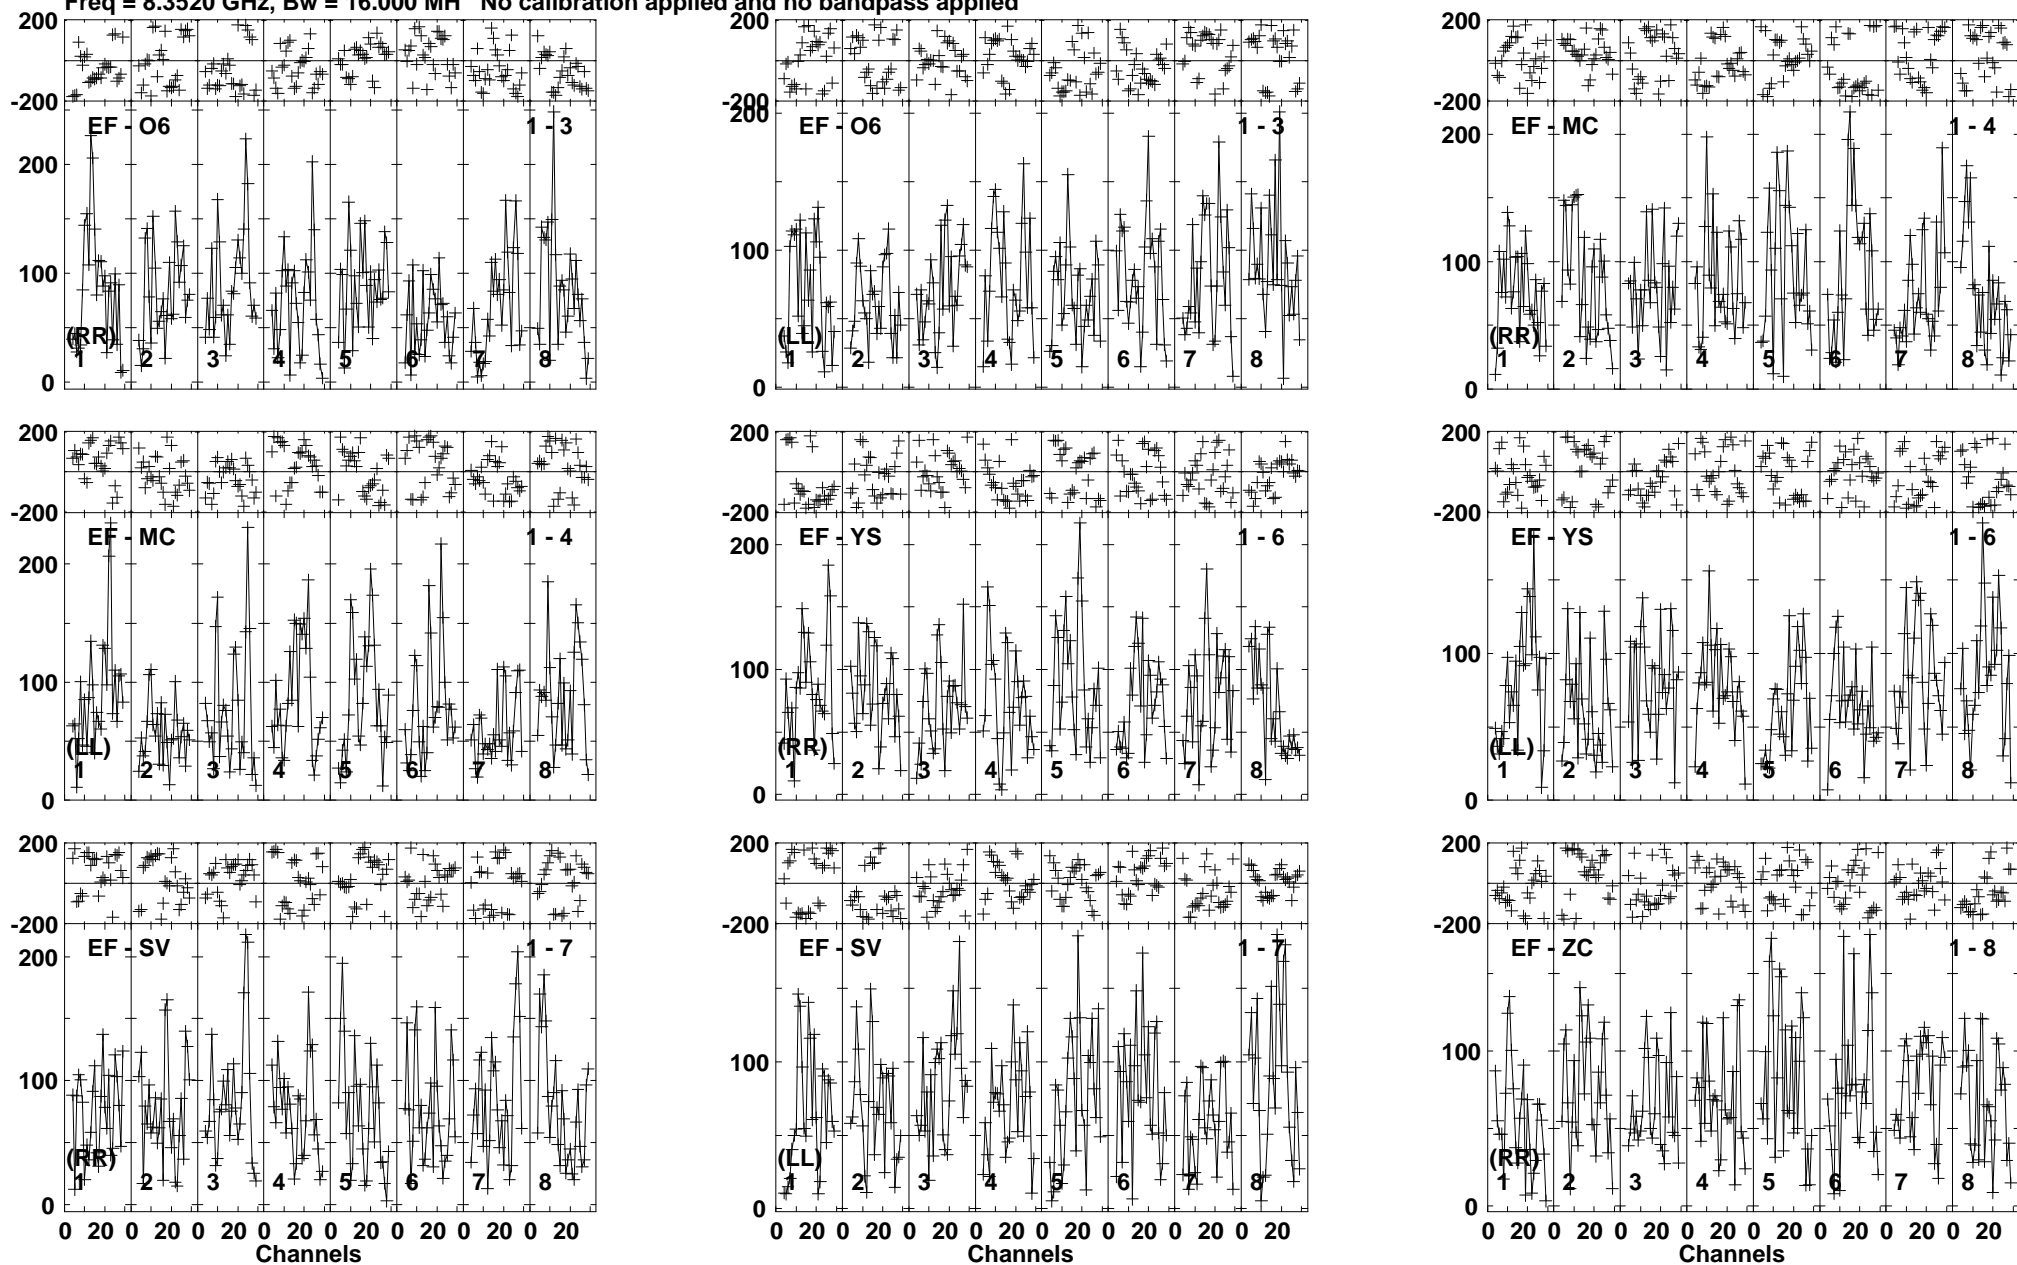 Freq = 8.3520 GHz, Bw = 16.000 MH No calibration applied and no bandpass applied
200 200 200
-200 -200 -200
EF - O6 1 - 3 EF - O6 1 - 3 EF - MC 1 - 4
200 200 200
100 100 100
(RR) (LL) (RR)
1 2 3 4 5 6 7 8 1 2 3 4 5 6 7 8 1 2 3 4 5 6 7 8
0 0 0
200 200 200
-200 -200 -200
EF - MC 1 - 4 EF - YS 1 - 6 EF - YS 1 - 6
200 200
100 100 100
(LL) (RR) (LL)
1 2 3 4 5 6 7 8 1 2 3 4 5 6 7 8 1 2 3 4 5 6 7 8
0 0 0
200 200 200
-200 -200 -200
EF - SV 1 - 7 EF - SV 1 - 7 EF - ZC 1 - 8
200
100 100 100
(RR) (LL) (RR)
1 2 3 4 5 6 7 8 1 2 3 4 5 6 7 8 1 2 3 4 5 6 7 8
0 0 0
0 20 0 20 0 20 0 20 0 20 0 20 0 20 0 20 0 20 0 20 0 20 0 20 0 20 0 20 0 20 0 20 0 20 0 20 0 20 0 20 0 20 0 20 0 20 0 20
Channels Channels Channels